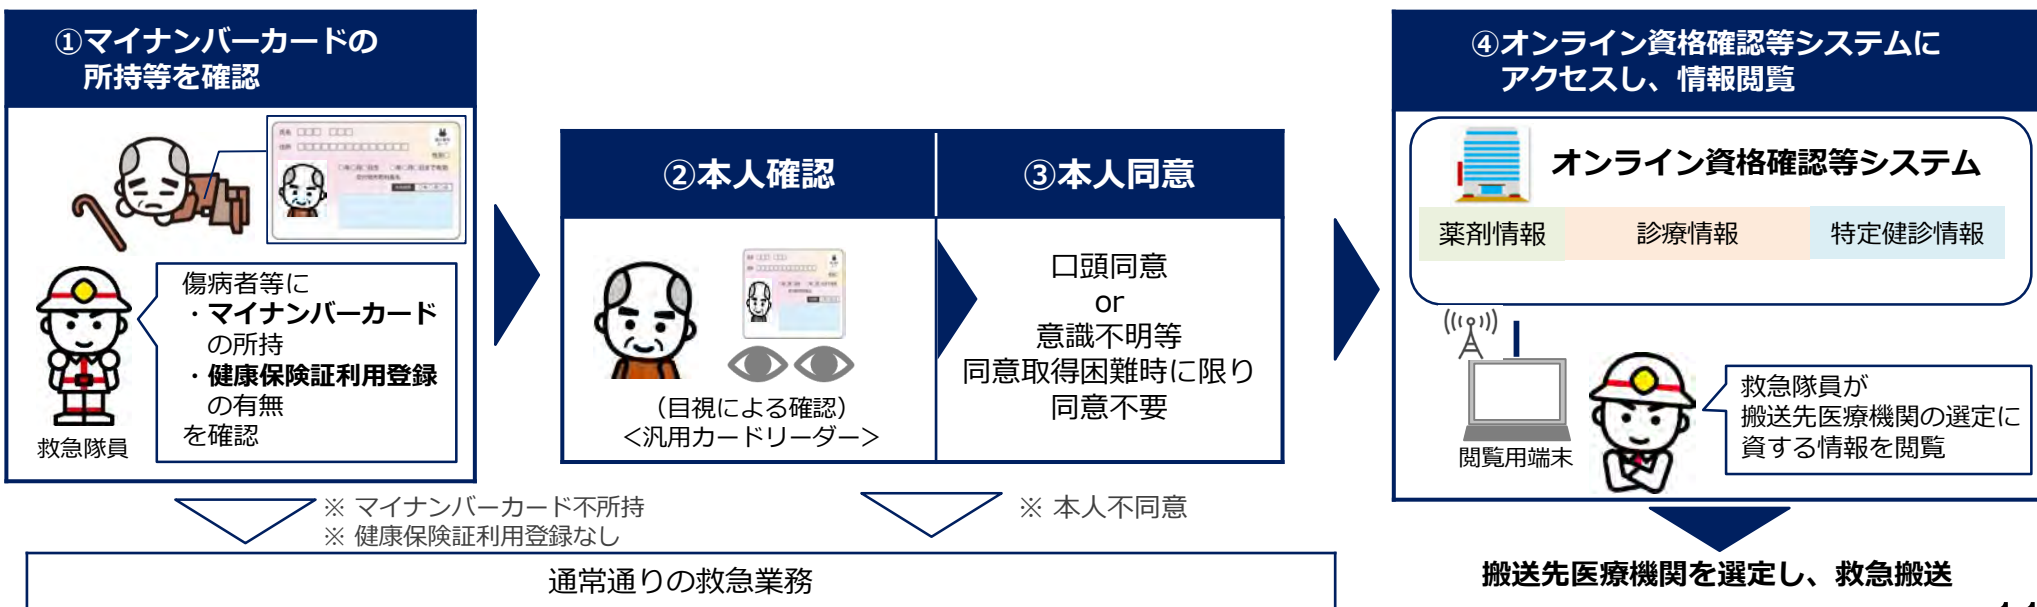 ①マイナンバーカードの
所持等を確認
傷病者等に
・マイナンバーカード
の所持
・健康保険証利用登録
の有無
を確認
救急隊員
※ マイナンバーカード不所持
※ 健康保険証利用登録なし
②本人確認
（目視による確認）
＜汎用カードリーダー＞
③本人同意
口頭同意
or
意識不明等
同意取得困難時に限り
同意不要
※ 本人不同意
通常通りの救急業務
④オンライン資格確認等システムに
アクセスし、情報閲覧
オンライン資格確認等システム
薬剤情報 診療情報 特定健診情報
閲覧用端末
救急隊員が
搬送先医療機関の選定に
資する情報を閲覧
搬送先医療機関を選定し、救急搬送